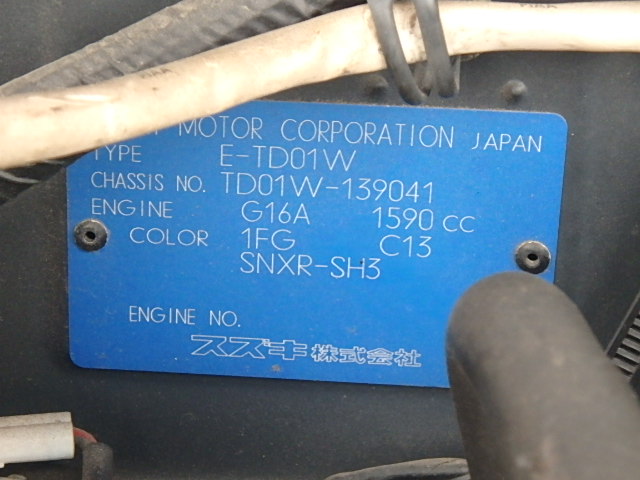 MOTOR CORPORATION JAPAN
TYPE E-TD01W
CHASSIS NO. TD01W-139041
ENGINE G16A 1590 cc
COLOR 1FG C13
SNXR-SH3
ENGINE NO.
スズキ株式会社